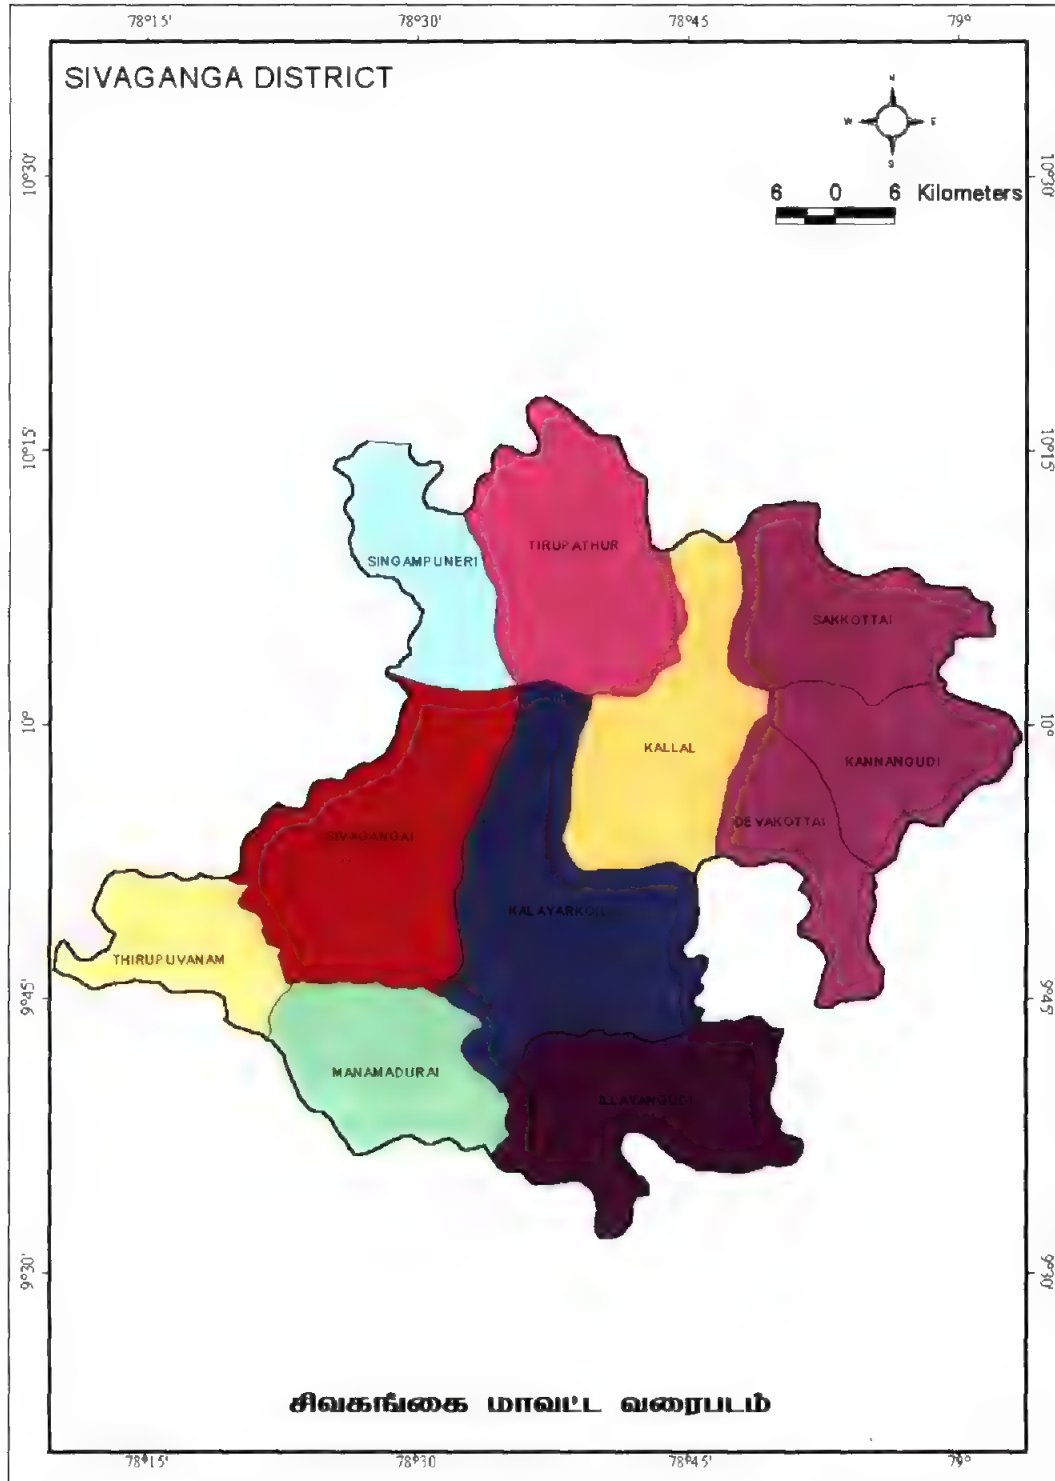 78°15' 78°30' 78°45' 79°
SIVAGANGA DISTRICT
N
W E
S
10°30' 10°30'
6 0 6 Kilometers
10°15' 10°15'
TIRUPATHUR
SINGAMPUNERI
SAKKOTTAI
10° 10°
KALLAL
KANNANGUDI
DEVAKOTTAI
SIVAGANGAI
KALAYARKOIL
THIRUPUVANAM
9°45' 9°45'
MANAMADURAI
ILLAYANGUDI
9°30' 9°30'
சிவகங்கை மாவட்ட வரைபடம்
78°15' 78°30' 78°45' 79°